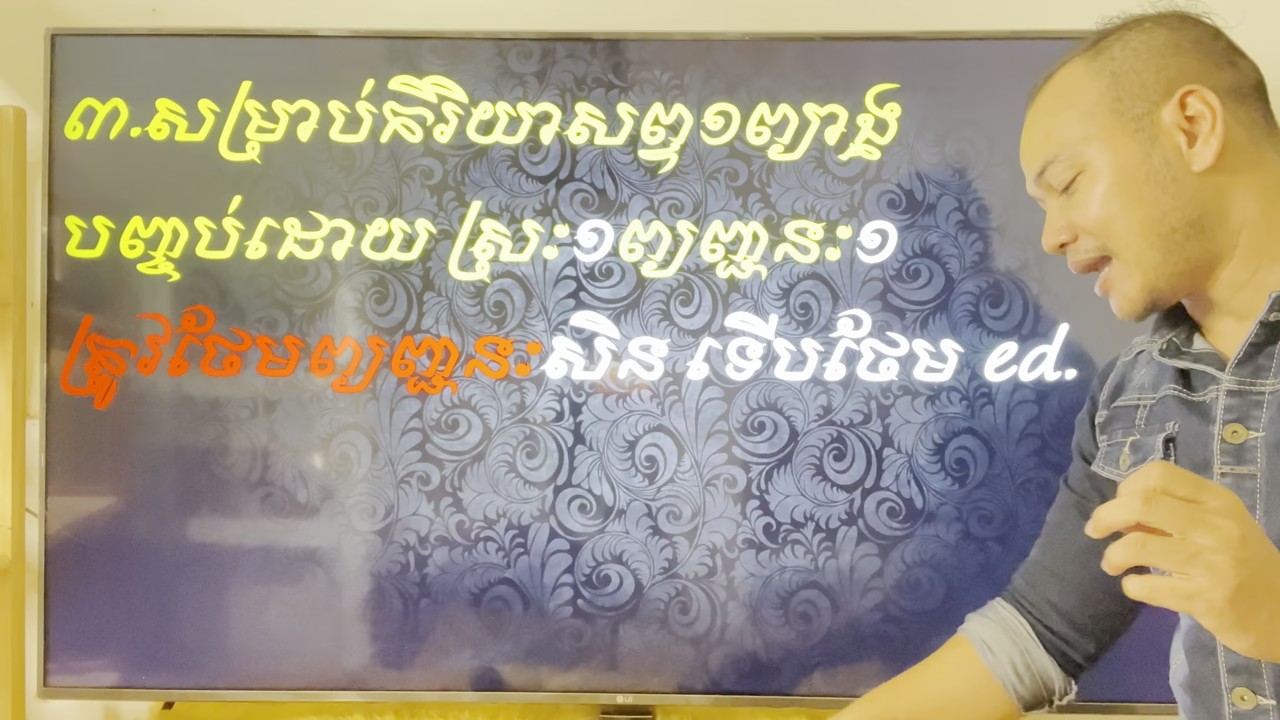 ៣.សម្រាប់កិរិយាសព្ទ១ព្យាង្គ
បញ្ចប់ដោយ ស្រៈ១ព្យញ្ជនៈ១
ត្រូវថែមព្យញ្ជនៈសិន ទើបថែម ed.
LG